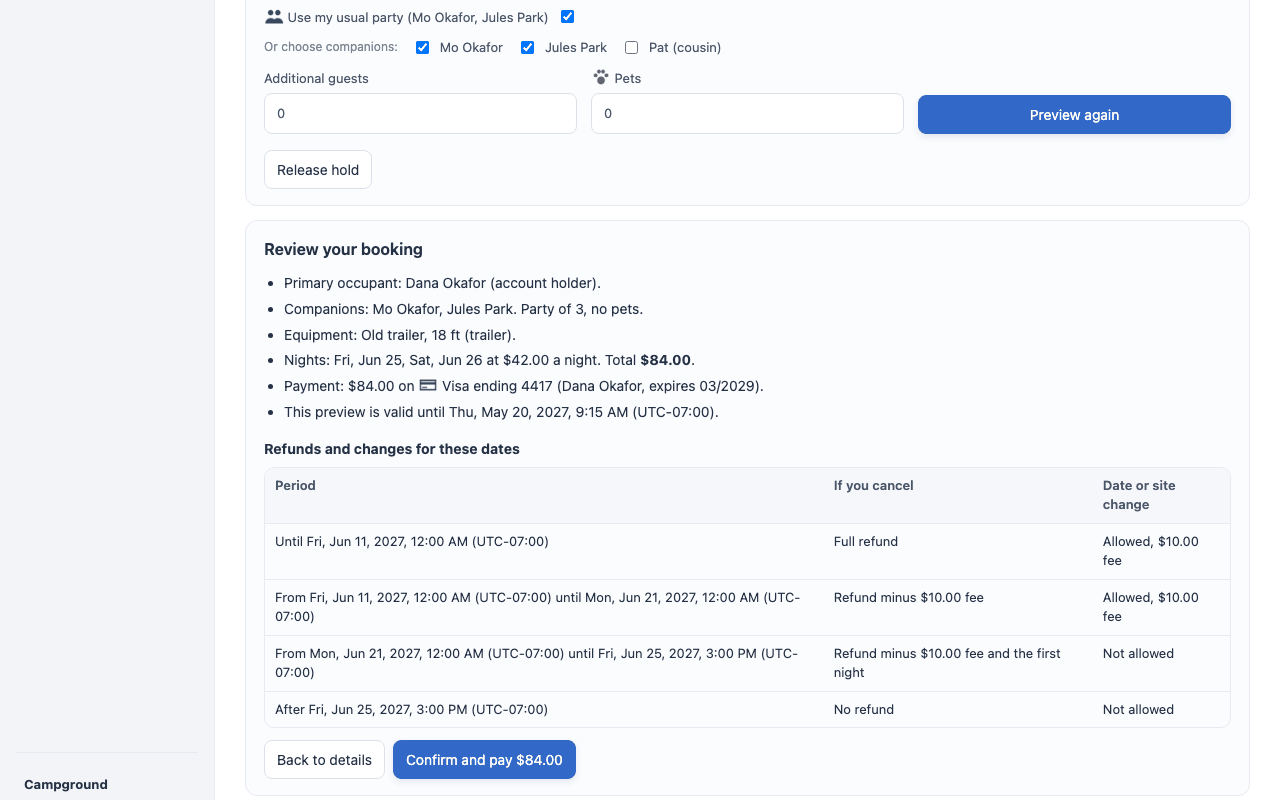 Use my usual party (Mo Okafor, Jules Park)
Or choose companions: Mo Okafor Jules Park Pat (cousin)
Additional guests
Pets
0
0
Preview again
Release hold
Review your booking
• Primary occupant: Dana Okafor (account holder).
• Companions: Mo Okafor, Jules Park. Party of 3, no pets.
• Equipment: Old trailer, 18 ft (trailer).
• Nights: Fri, Jun 25, Sat, Jun 26 at $42.00 a night. Total $84.00.
• Payment: $84.00 on Visa ending 4417 (Dana Okafor, expires 03/2029).
• This preview is valid until Thu, May 20, 2027, 9:15 AM (UTC-07:00).
Refunds and changes for these dates
Period
If you cancel
Date or site
change
Until Fri, Jun 11, 2027, 12:00 AM (UTC-07:00)
Full refund
Allowed, $10.00
fee
From Fri, Jun 11, 2027, 12:00 AM (UTC-07:00) until Mon, Jun 21, 2027, 12:00 AM (UTC-
07:00)
Refund minus $10.00 fee
Allowed, $10.00
fee
From Mon, Jun 21, 2027, 12:00 AM (UTC-07:00) until Fri, Jun 25, 2027, 3:00 PM (UTC-
07:00)
Refund minus $10.00 fee and the first
night
Not allowed
After Fri, Jun 25, 2027, 3:00 PM (UTC-07:00)
No refund
Not allowed
Back to details
Confirm and pay $84.00
Campground